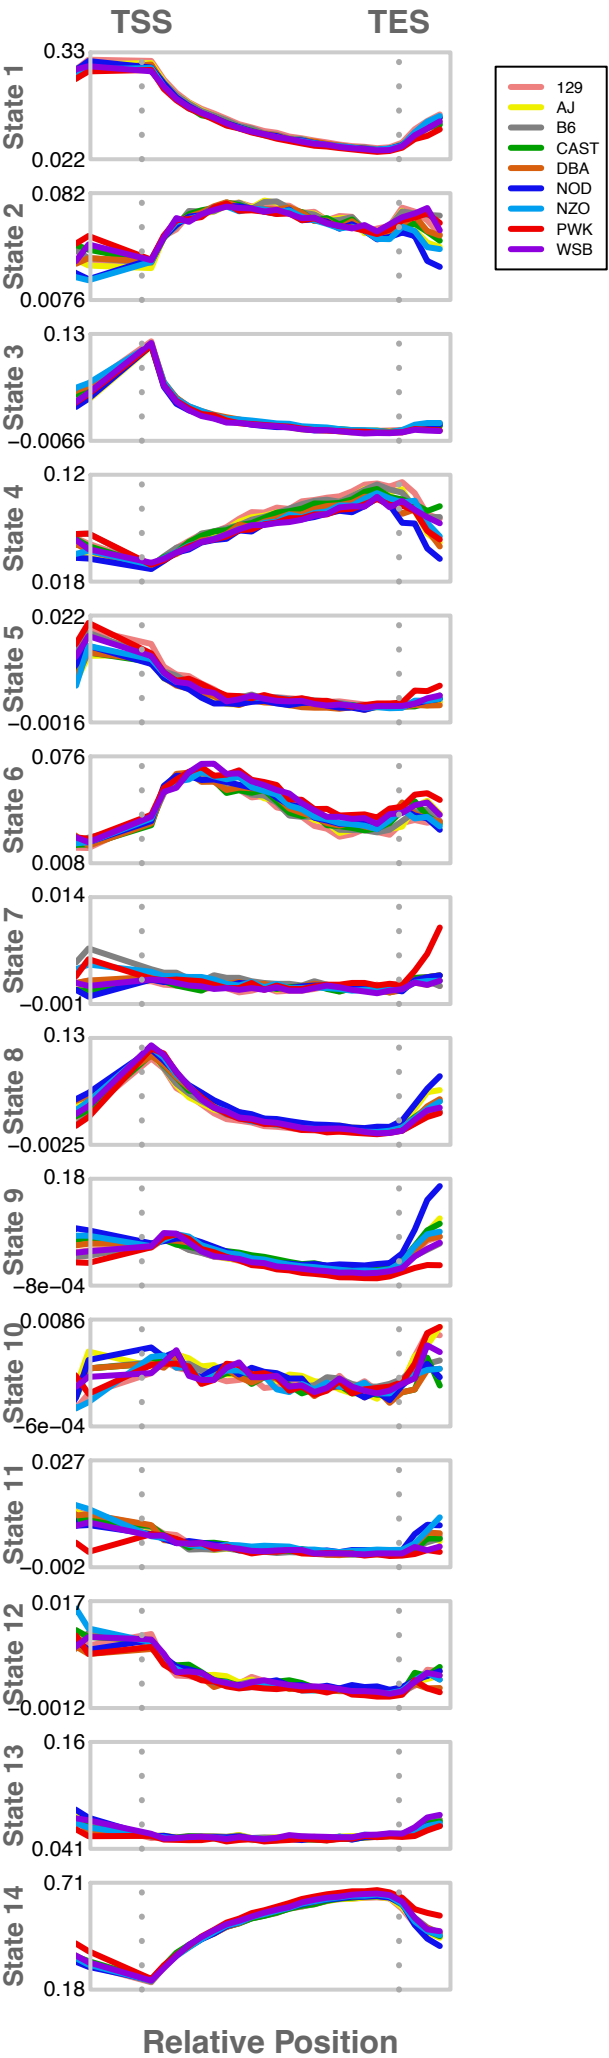 TSS TES
0.33
State 1
0.022
129
AJ
B6
CAST
DBA
NOD
NZO
PWK
WSB
0.082
State 2
0.0076
0.13
State 3
−0.0066
0.12
State 4
0.018
0.022
State 5
−0.0016
0.076
State 6
0.008
0.014
State 7
−0.001
0.13
State 8
−0.0025
0.18
State 9
−8e−04
0.0086
State 10
−6e−04
0.027
State 11
−0.002
0.017
State 12
−0.0012
0.16
State 13
0.041
0.71
State 14
0.18
Relative Position